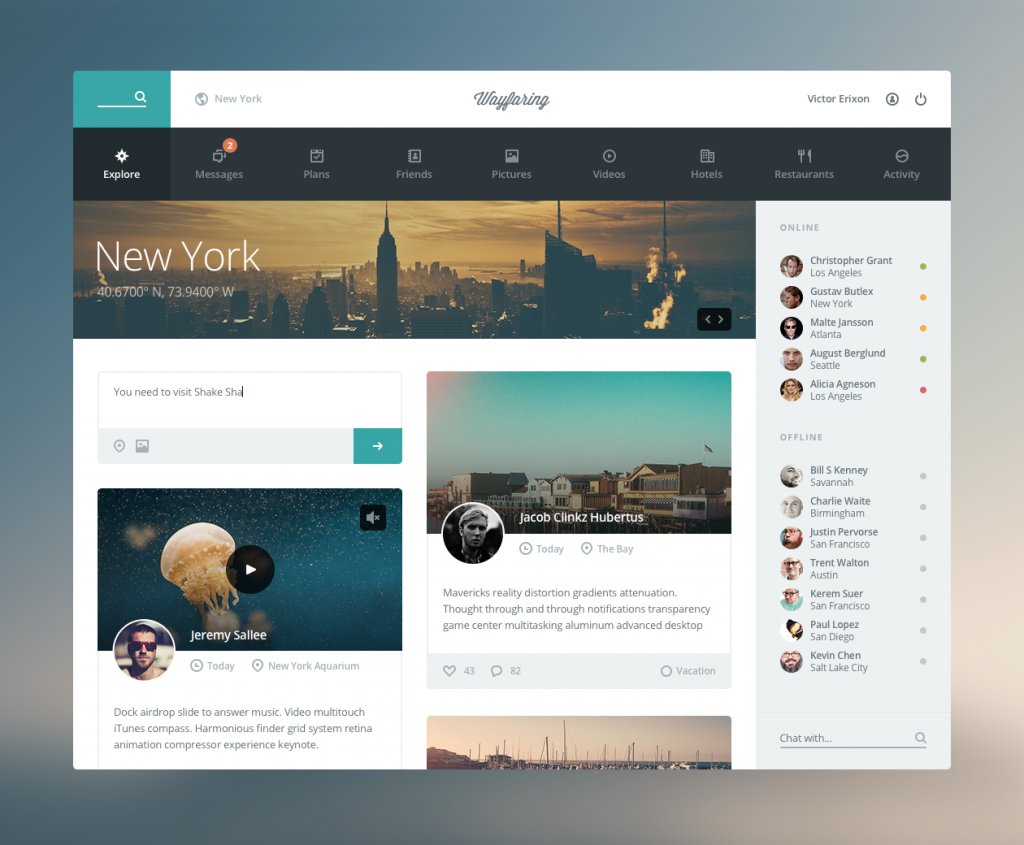 New York
Wayfaring
Victor Erixon
Explore
2
Messages
Plans
Friends
Pictures
Videos
Hotels
Restaurants
Activity
New York
40.6700° N, 73.9400° W
You need to visit Shake Sha
Jeremy Sallee
Today
New York Aquarium
Dock airdrop slide to answer music. Video multitouch
iTunes compass. Harmonious finder grid system retina
animation compressor experience keynote.
Jacob Clinkz Hubertus
Today
The Bay
Mavericks reality distortion gradients attenuation.
Thought through and through notifications transparency
game center multitasking aluminum advanced desktop
43
82
Vacation
ONLINE
Christopher Grant
Los Angeles
Gustav Butlex
New York
Malte Jansson
Atlanta
August Berglund
Seattle
Alicia Agneson
Los Angeles
OFFLINE
Bill S Kenney
Savannah
Charlie Waite
Birmingham
Justin Pervorse
San Francisco
Trent Walton
Austin
Kerem Suer
San Francisco
Paul Lopez
San Diego
Kevin Chen
Salt Lake City
Chat with...